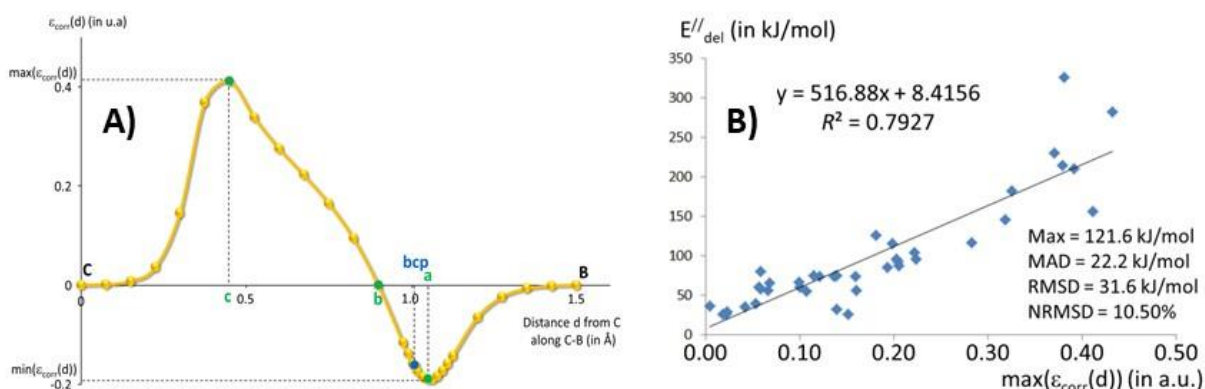 ε_corr(d) (in u.a)
max(ε_corr(d))
0.4
A)
0.2
C
bcp
a
B
0
0
c
0.5
b
1.0
1.5
Distance d from C
along C-B (in Å)
min(ε_corr(d))
-0.2
E^//_del (in kJ/mol)
350
300
250
200
150
100
50
0
y = 516.88x + 8.4156
R² = 0.7927
B)
Max = 121.6 kJ/mol
MAD = 22.2 kJ/mol
RMSD = 31.6 kJ/mol
NRMSD = 10.50%
0.00
0.10
0.20
0.30
0.40
0.50
max(ε_corr(d)) (in a.u.)